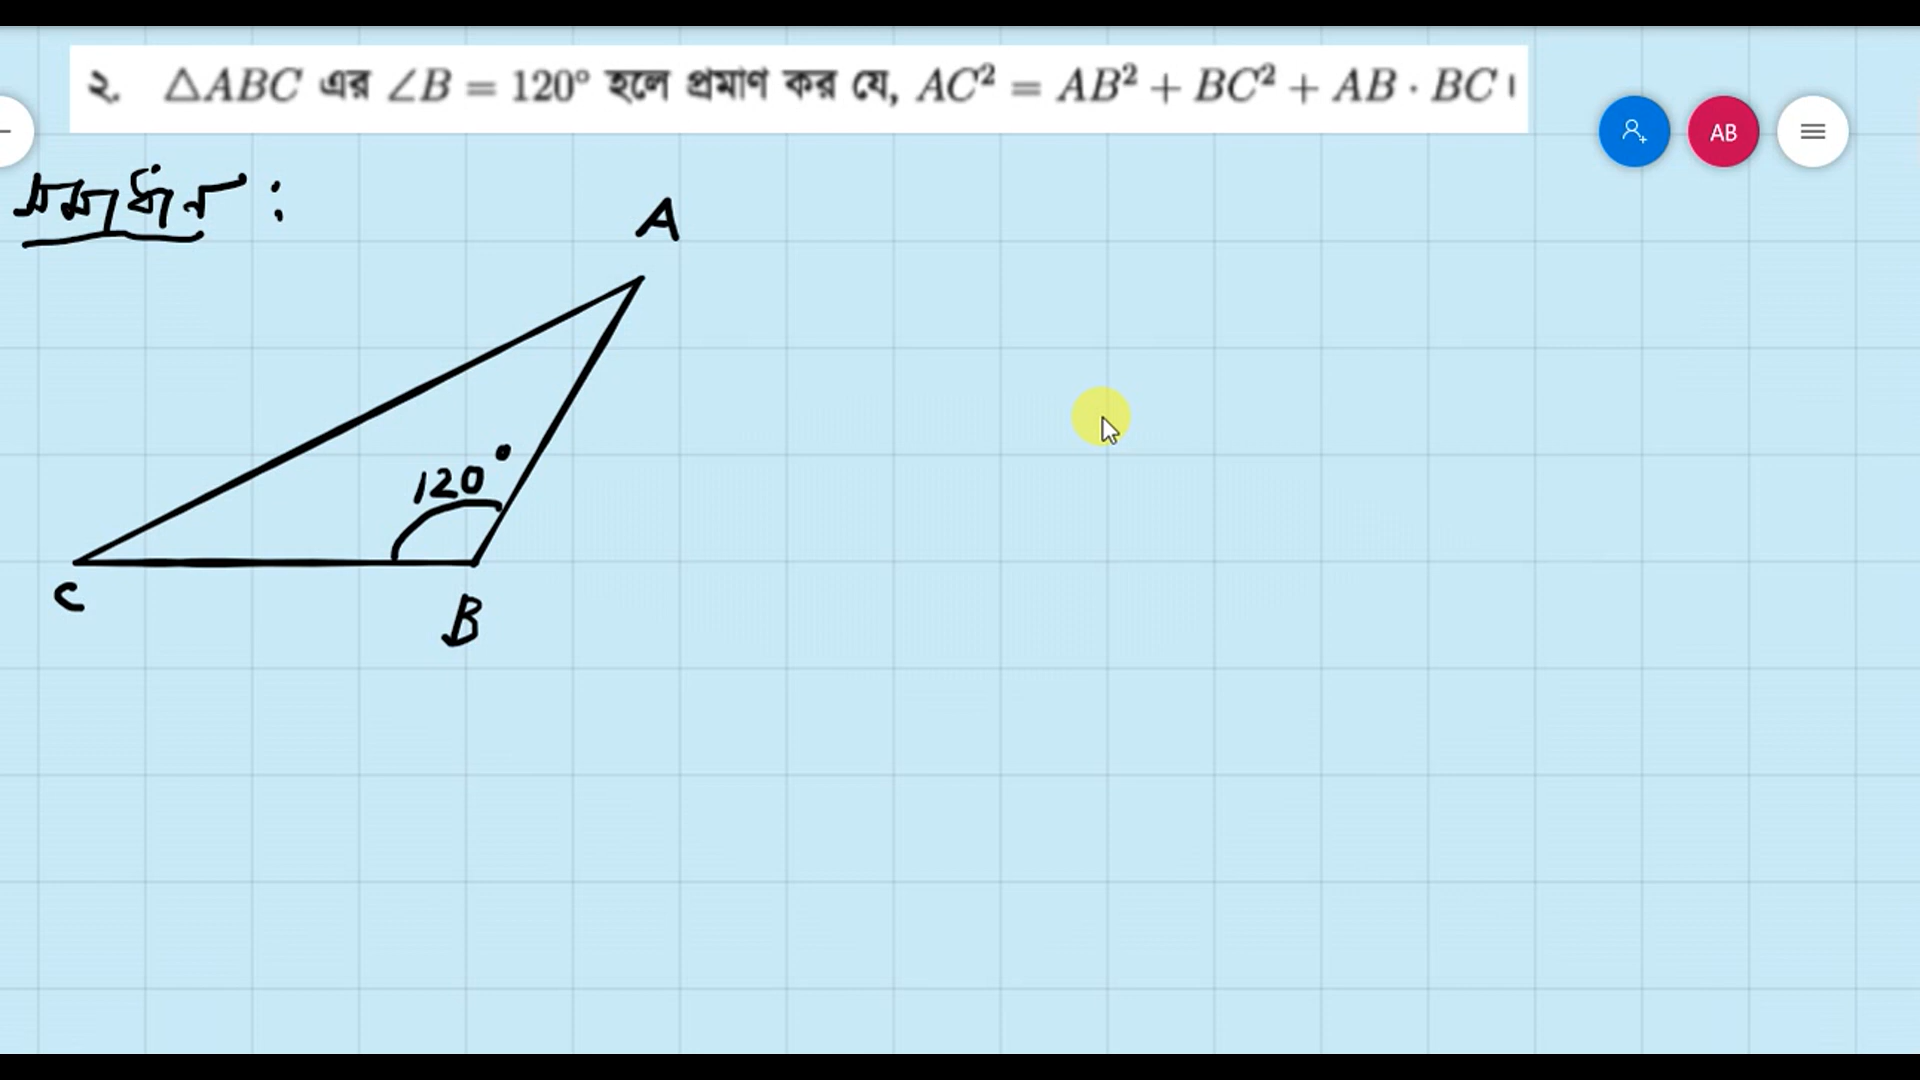 ২. △ABC এর ∠B = 120° হলে প্রমাণ কর যে, AC² = AB² + BC² + AB · BC।
AB
সমাধান :
A
120°
C
B